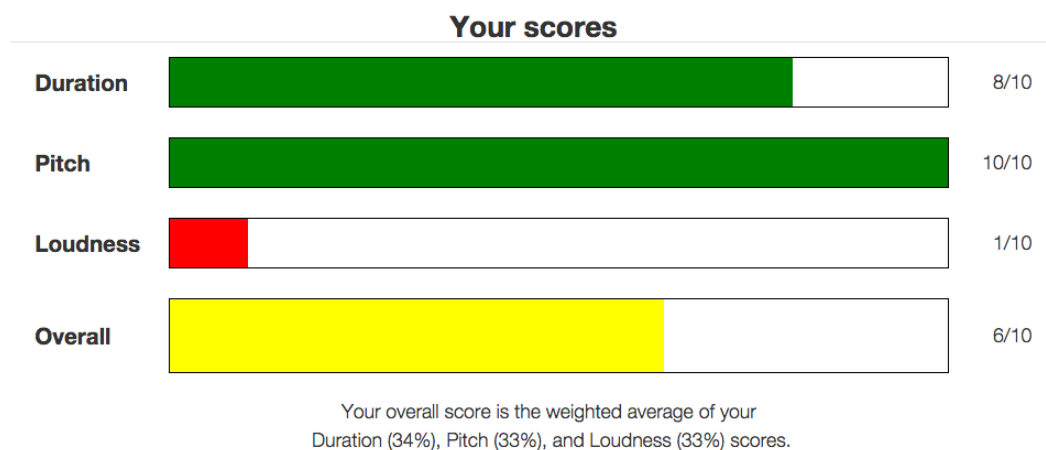 Your scores
Duration 8/10
Pitch 10/10
Loudness 1/10
Overall 6/10
Your overall score is the weighted average of your
Duration (34%), Pitch (33%), and Loudness (33%) scores.